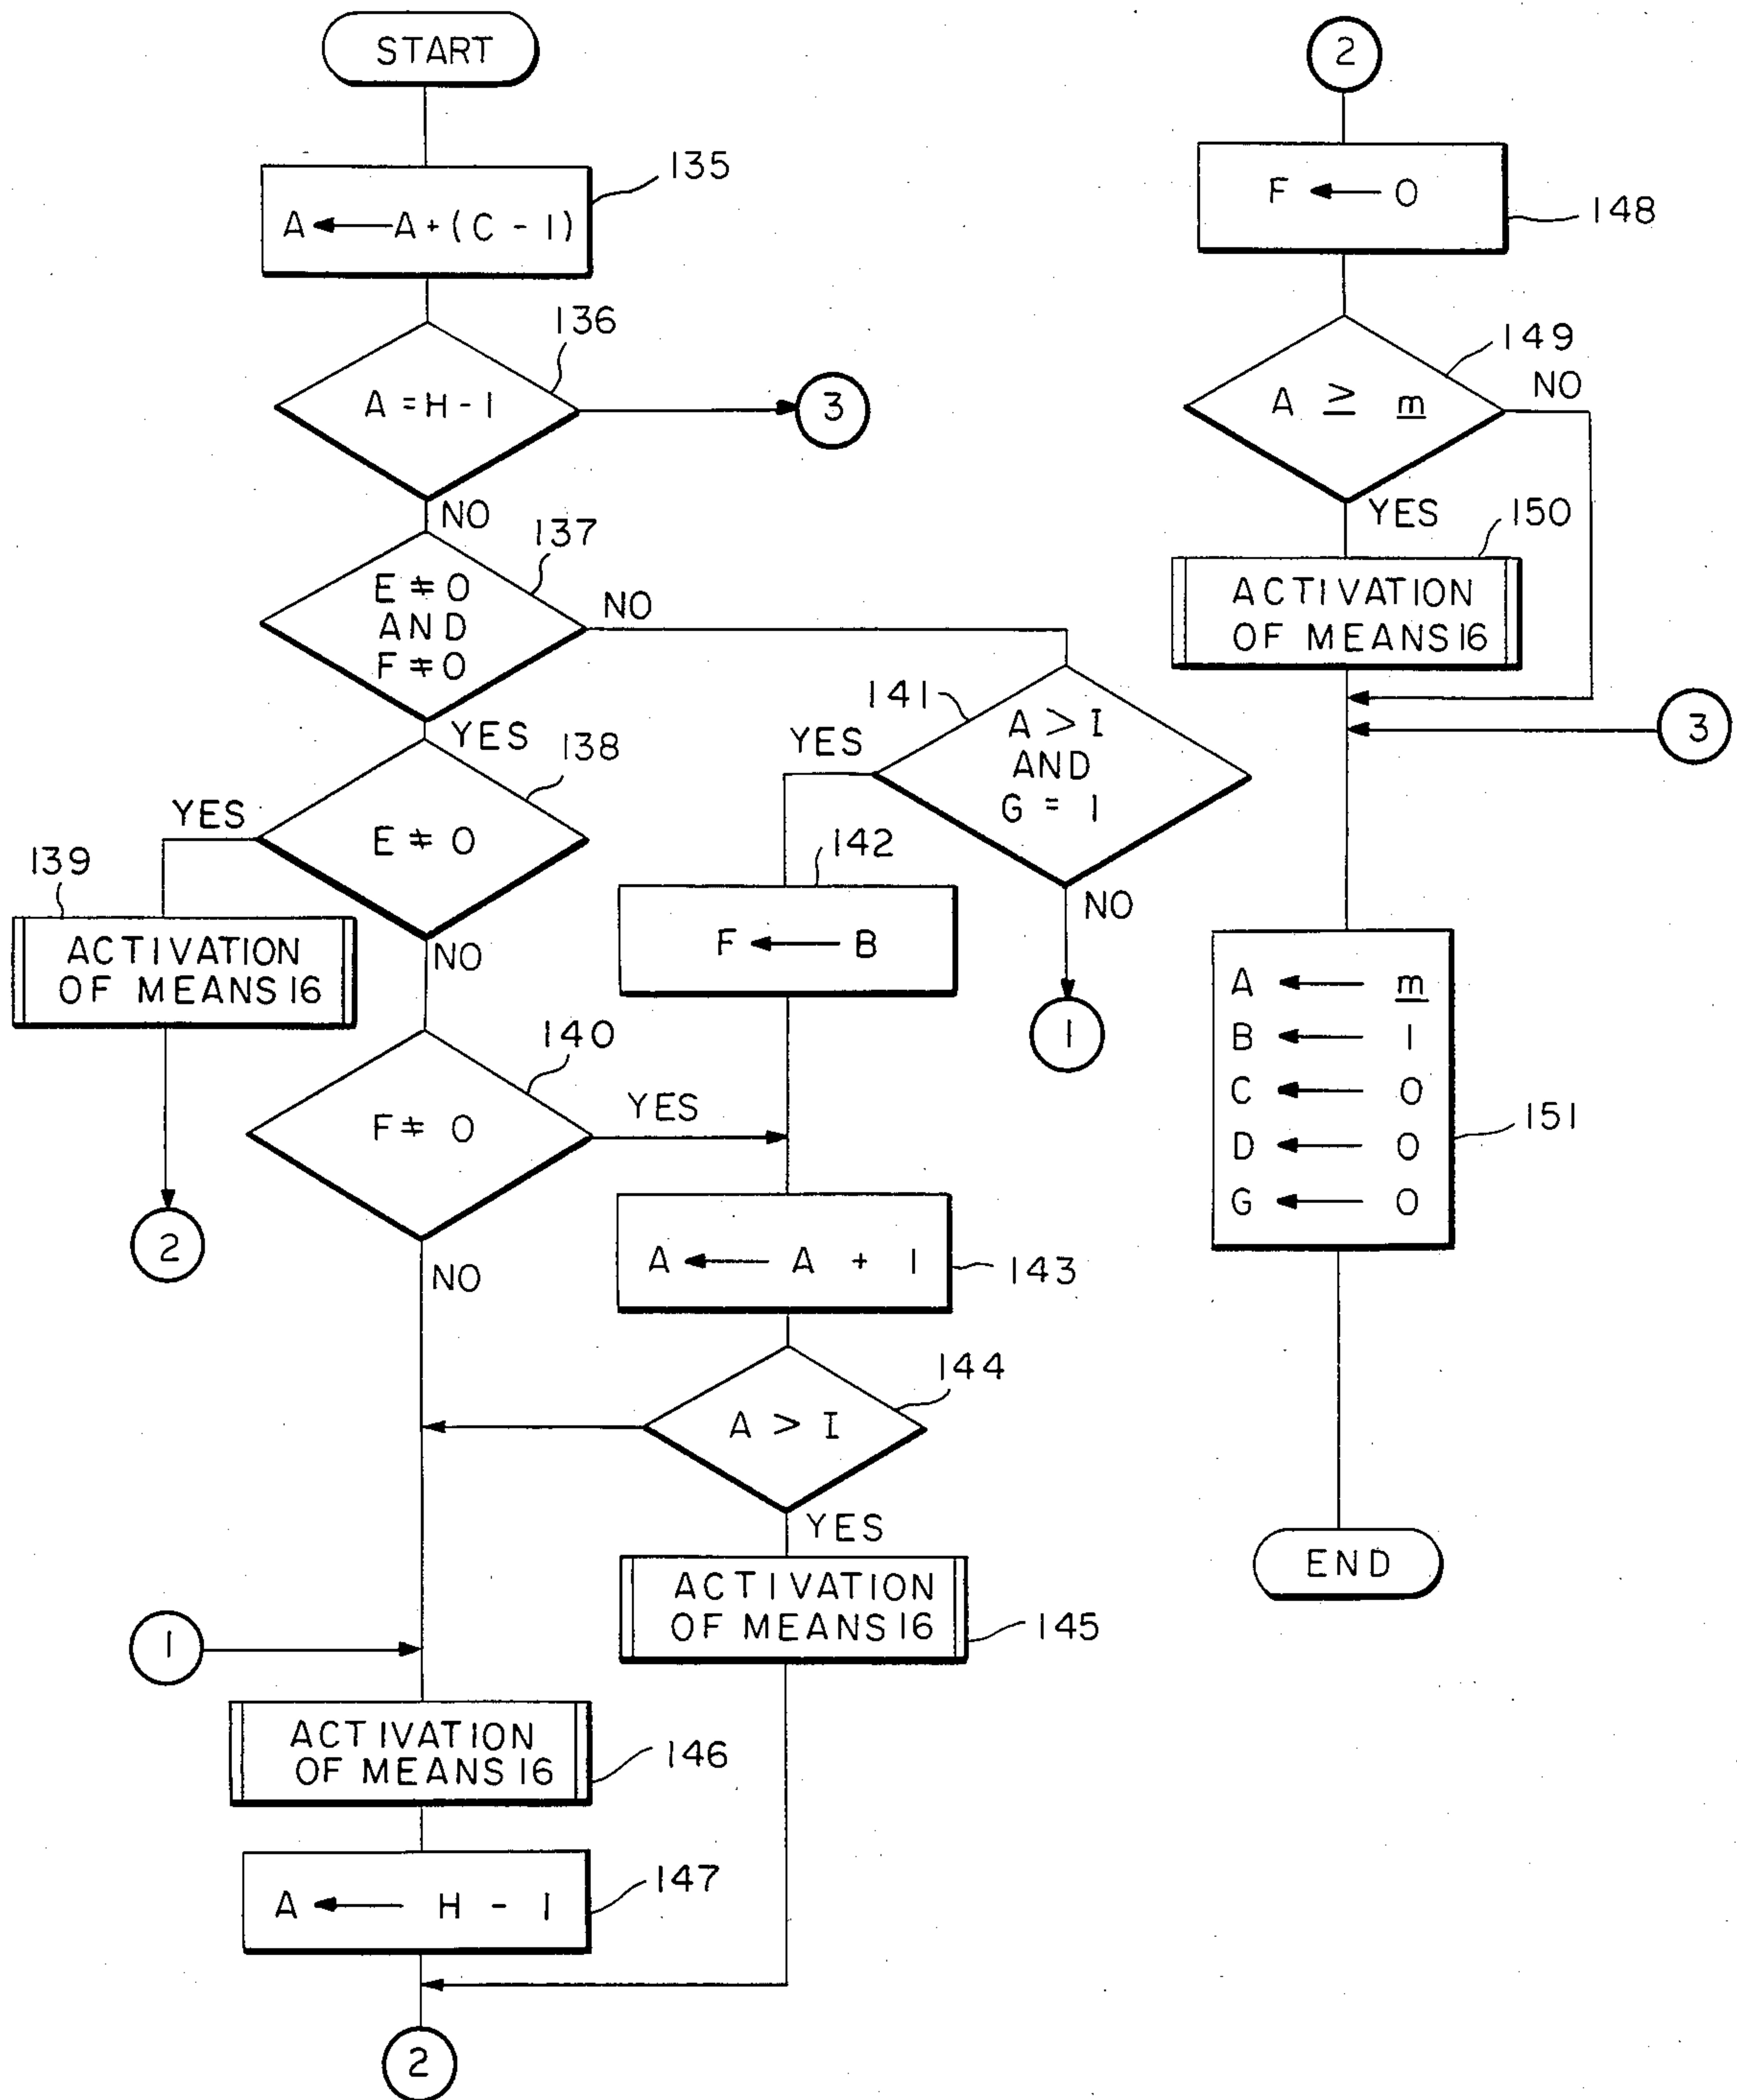 START
135
A ← A + (C - 1)
136
A = H - 1
3
NO
137
E ≠ 0
AND
F ≠ 0
NO
YES
138
E ≠ 0
YES
139
ACTIVATION
OF MEANS 16
2
NO
140
F ≠ 0
YES
NO
141
A > I
AND
G = 1
YES
NO
1
142
F ← B
143
A ← A + 1
144
A > I
YES
ACTIVATION
OF MEANS 16
145
1
ACTIVATION
OF MEANS 16
146
147
A ← H - 1
2
2
F ← 0
148
149
A ≥ m
NO
YES
150
ACTIVATION
OF MEANS 16
3
A ← m
B ← 1
C ← 0
D ← 0
G ← 0
151
END